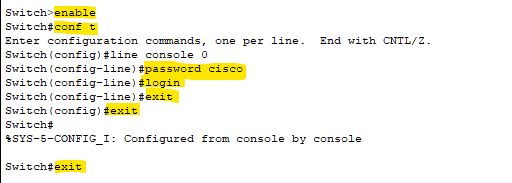 Switch>enable
Switch#conf t
Enter configuration commands, one per line.  End with CNTL/Z.
Switch(config)#line console 0
Switch(config-line)#password cisco
Switch(config-line)#login
Switch(config-line)#exit
Switch(config)#exit
Switch#
%SYS-5-CONFIG_I: Configured from console by console
Switch#exit